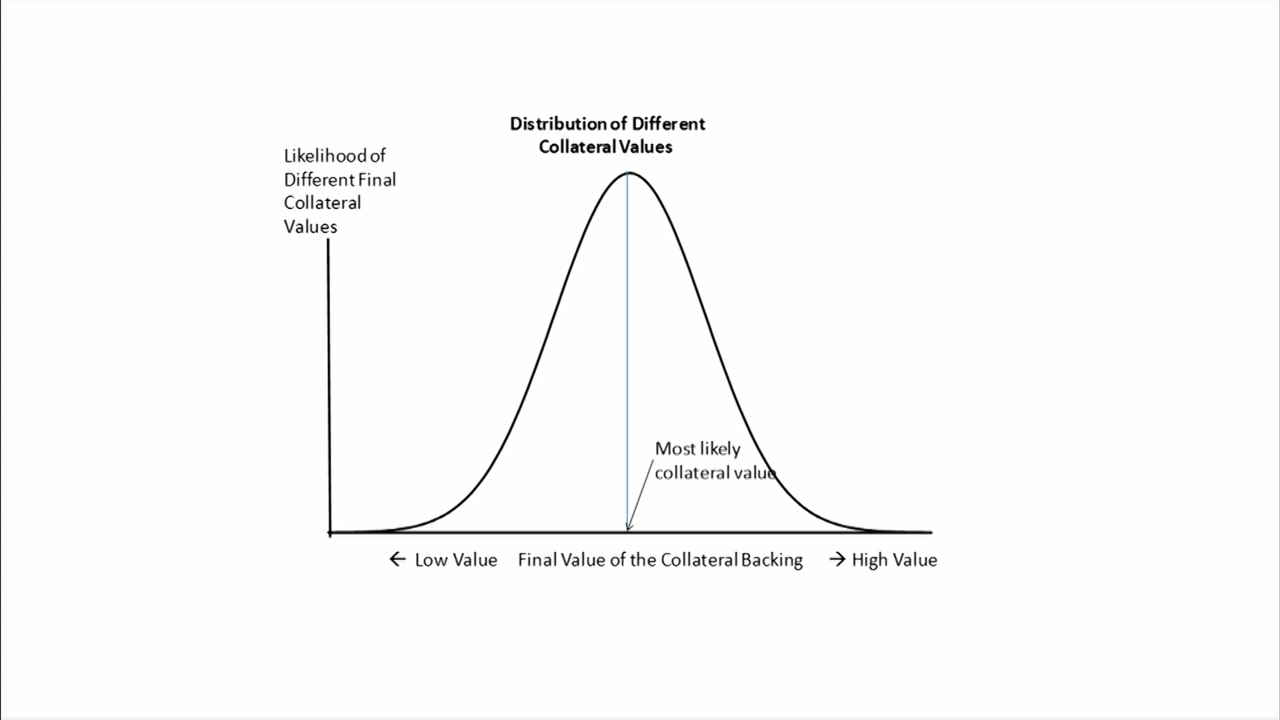 Distribution of Different
Collateral Values
Likelihood of
Different Final
Collateral
Values
Most likely
collateral value
← Low Value Final Value of the Collateral Backing → High Value